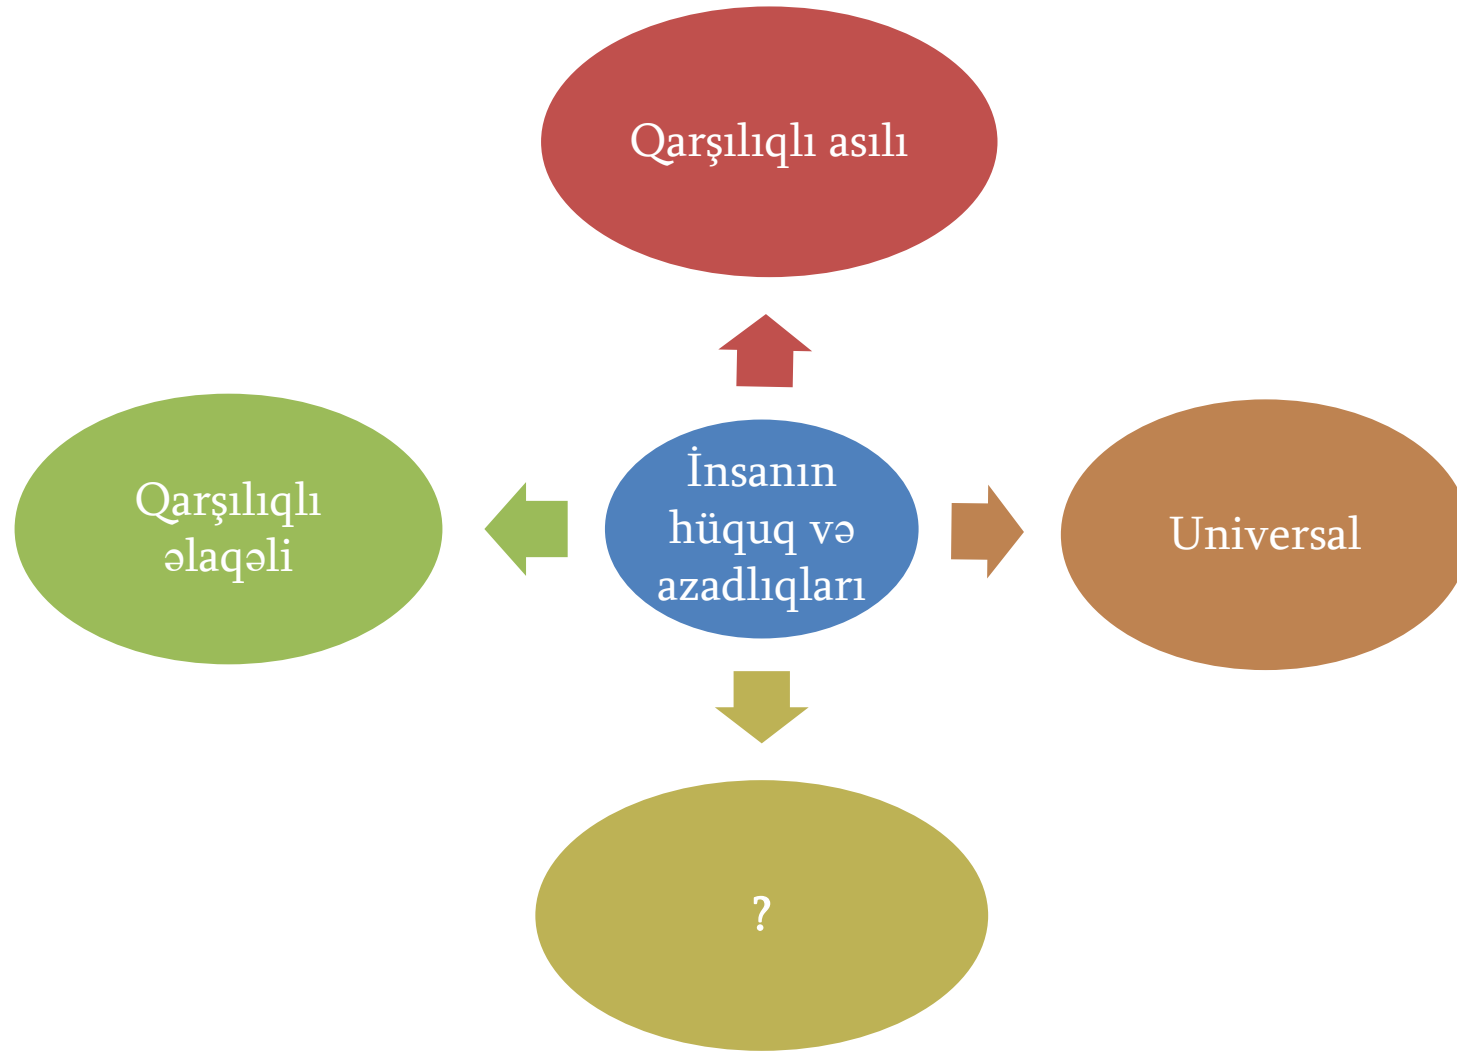 Qarşılıqlı asılı
Qarşılıqlı
əlaqəli
İnsanın
hüquq və
azadlıqları
Universal
?